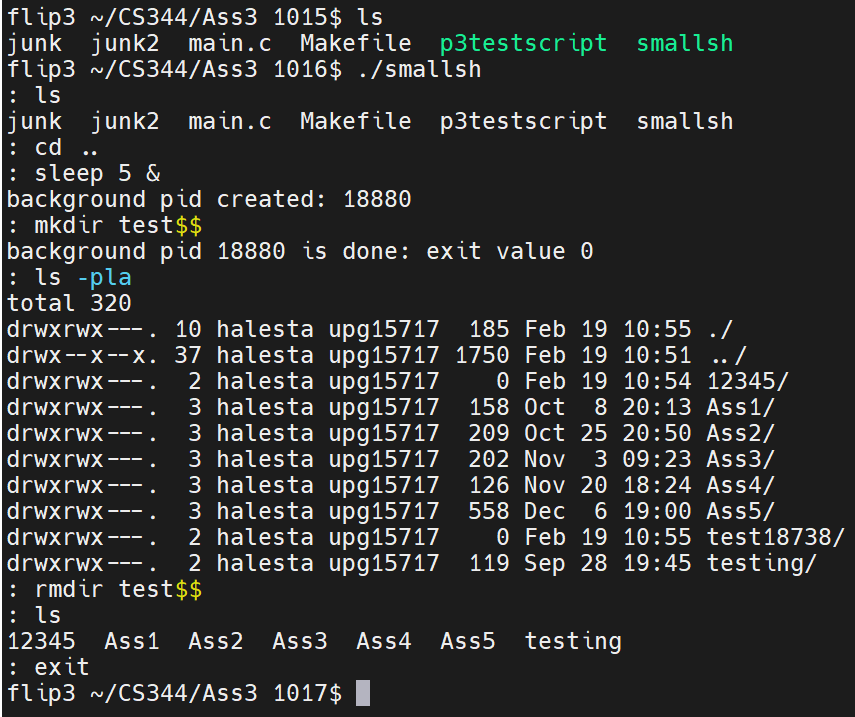 flip3 ~/CS344/Ass3 1015$ ls
junk  junk2  main.c  Makefile  p3testscript  smallsh
flip3 ~/CS344/Ass3 1016$ ./smallsh
: ls
junk  junk2  main.c  Makefile  p3testscript  smallsh
: cd ..
: sleep 5 &
background pid created: 18880
: mkdir test$$
background pid 18880 is done: exit value 0
: ls -pla
total 320
drwxrwx---. 10 halesta upg15717  185 Feb 19 10:55 ./
drwx--x--x. 37 halesta upg15717 1750 Feb 19 10:51 ../
drwxrwx---.  2 halesta upg15717    0 Feb 19 10:54 12345/
drwxrwx---.  3 halesta upg15717  158 Oct  8 20:13 Ass1/
drwxrwx---.  3 halesta upg15717  209 Oct 25 20:50 Ass2/
drwxrwx---.  3 halesta upg15717  202 Nov  3 09:23 Ass3/
drwxrwx---.  3 halesta upg15717  126 Nov 20 18:24 Ass4/
drwxrwx---.  3 halesta upg15717  558 Dec  6 19:00 Ass5/
drwxrwx---.  2 halesta upg15717    0 Feb 19 10:55 test18738/
drwxrwx---.  2 halesta upg15717  119 Sep 28 19:45 testing/
: rmdir test$$
: ls
12345  Ass1  Ass2  Ass3  Ass4  Ass5  testing
: exit
flip3 ~/CS344/Ass3 1017$